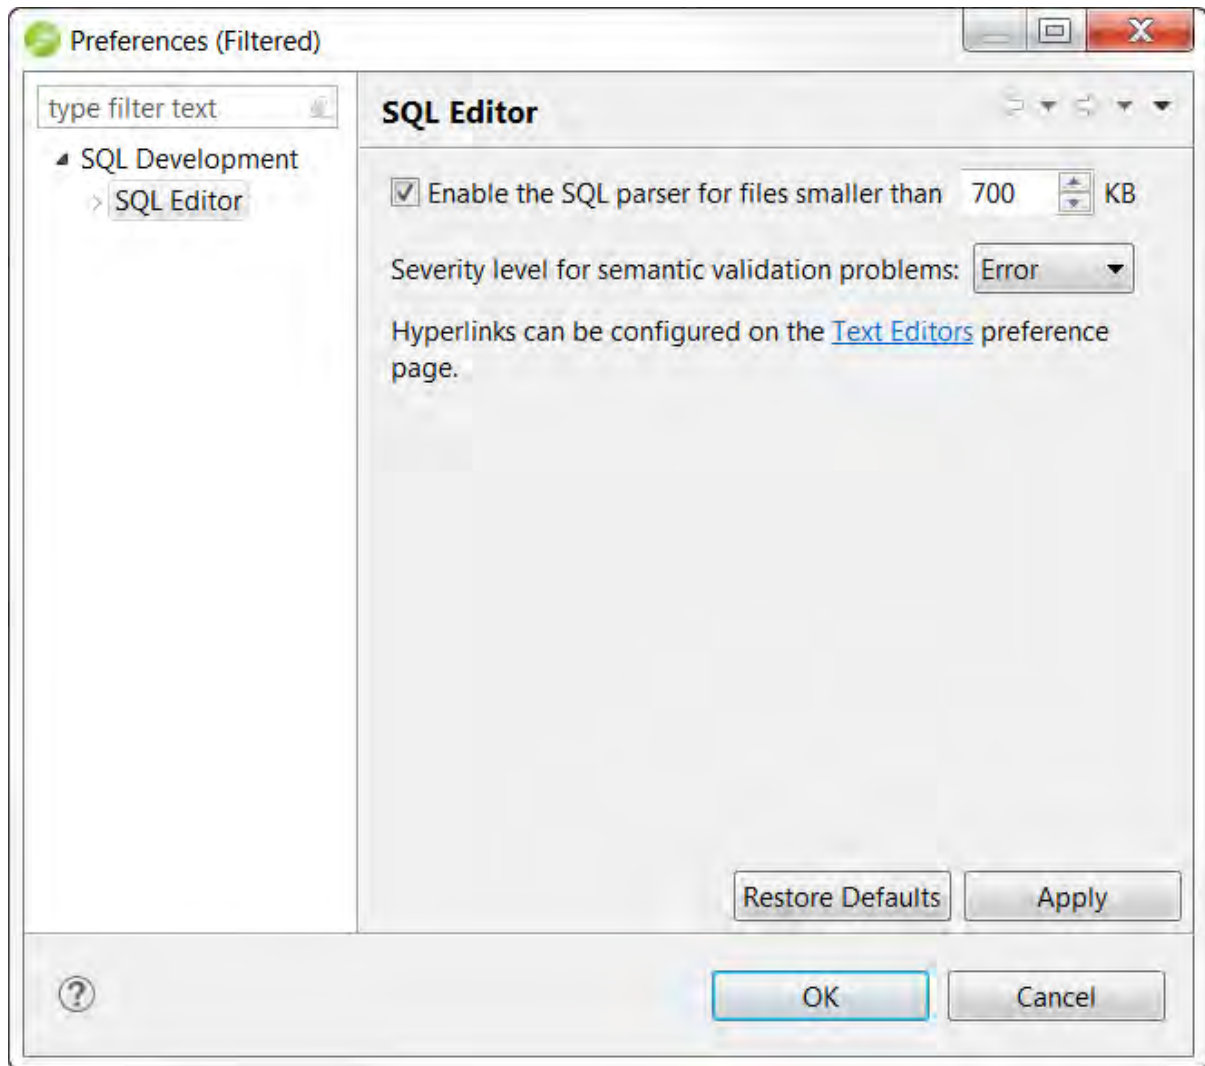 Preferences (Filtered)
type filter text
SQL Development
SQL Editor
SQL Editor
Enable the SQL parser for files smaller than 700 KB
Severity level for semantic validation problems: Error
Hyperlinks can be configured on the Text Editors preference
page.
Restore Defaults Apply
? OK Cancel